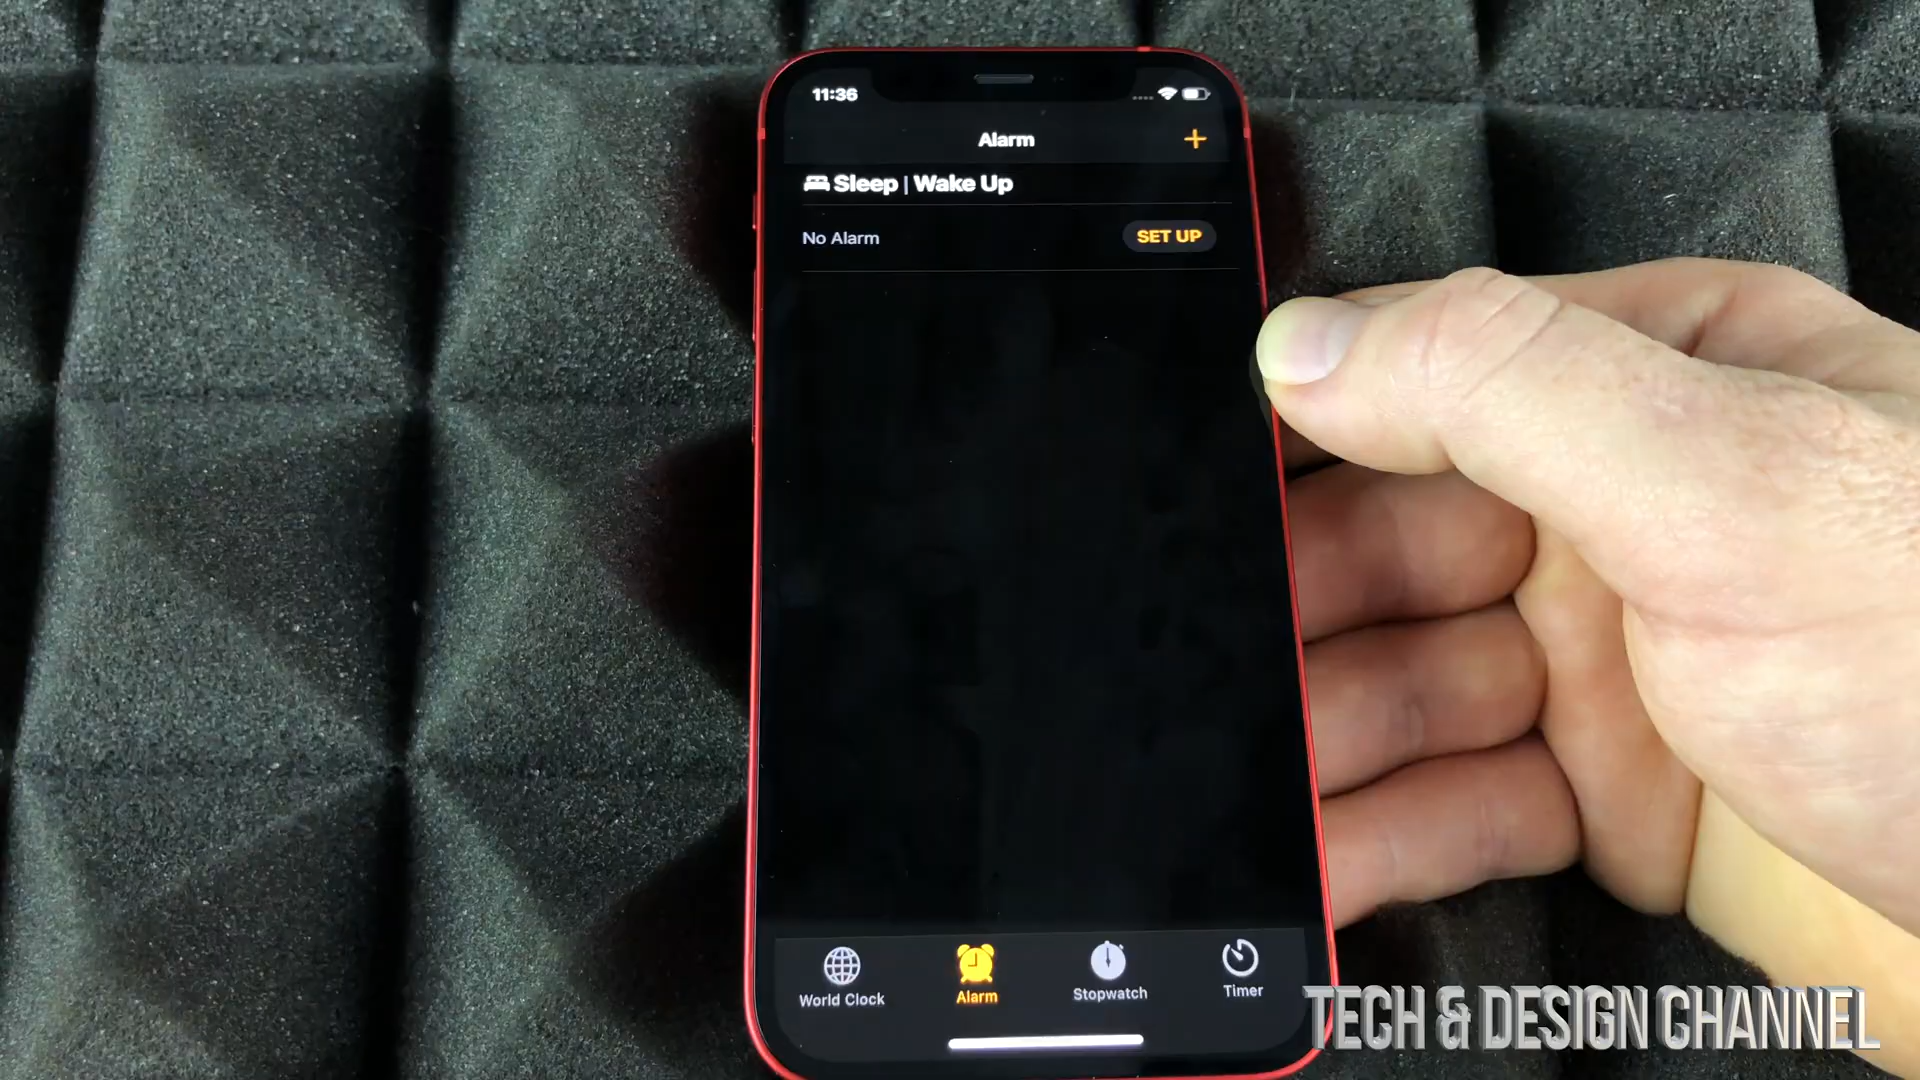 11:36
Alarm
Sleep | Wake Up
No Alarm
SET UP
World Clock
Alarm
Stopwatch
Timer
TECH & DESIGN CHANNEL